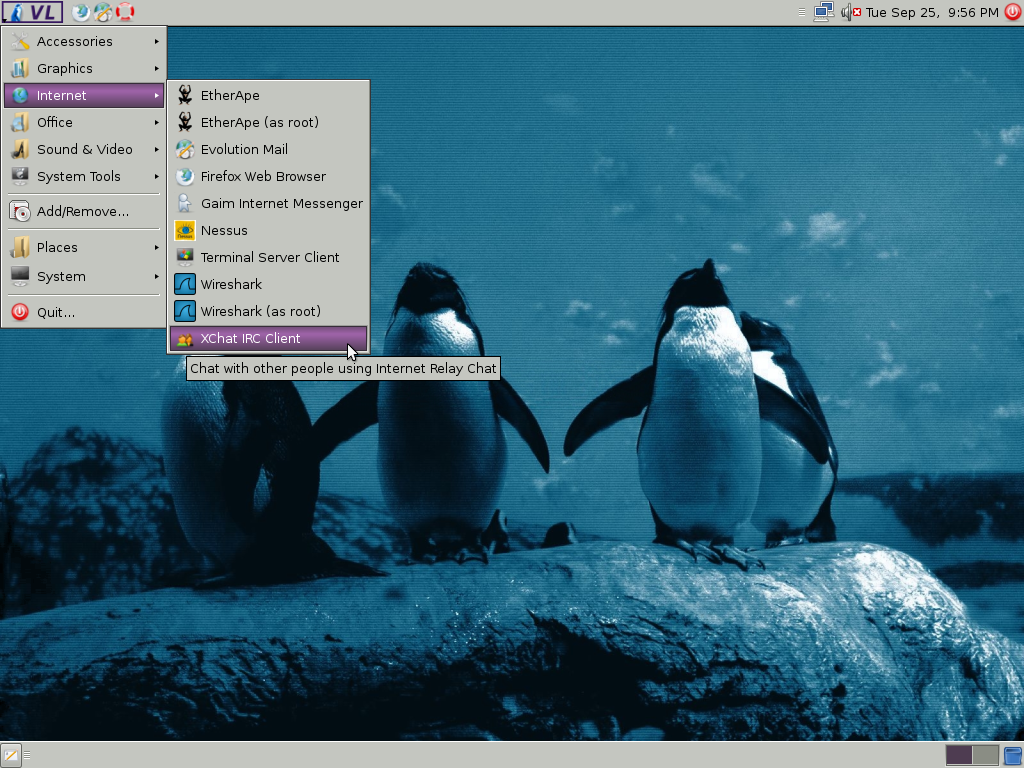 VL
Tue Sep 25,  9:56 PM
Accessories
Graphics
Internet
Office
Sound & Video
System Tools
Add/Remove...
Places
System
Quit...
EtherApe
EtherApe (as root)
Evolution Mail
Firefox Web Browser
Gaim Internet Messenger
Nessus
Terminal Server Client
Wireshark
Wireshark (as root)
XChat IRC Client
Chat with other people using Internet Relay Chat